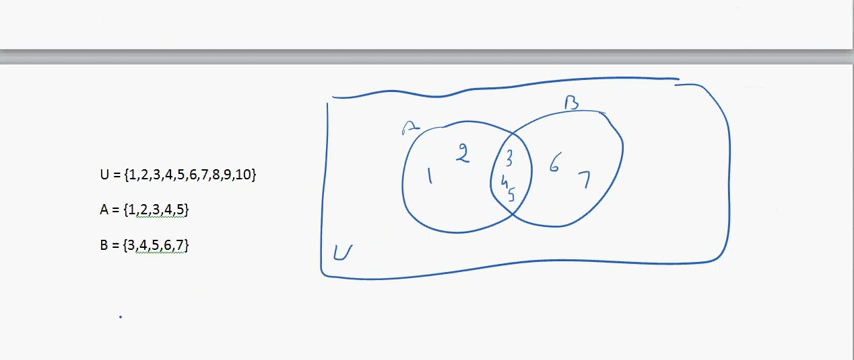 U = {1,2,3,4,5,6,7,8,9,10}
A = {1,2,3,4,5}
B = {3,4,5,6,7}
A
B
1
2
3
4
5
6
7
U